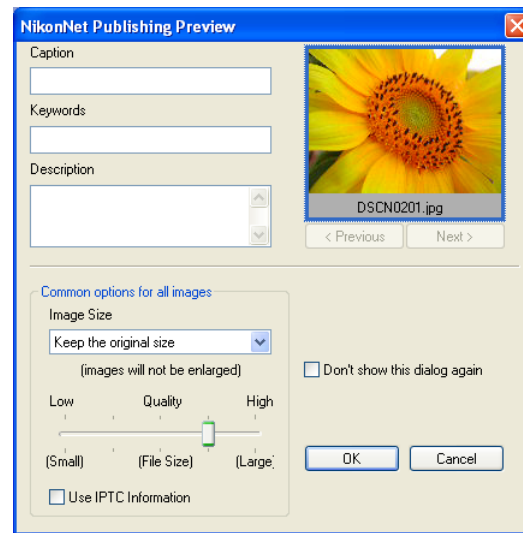 NikonNet Publishing Preview
Caption
Keywords
Description
DSCN0201.jpg
< Previous Next >
Common options for all images
Image Size
Keep the original size
(images will not be enlarged)
Low Quality High
(Small) (File Size) (Large)
Use IPTC Information
Don't show this dialog again
OK Cancel